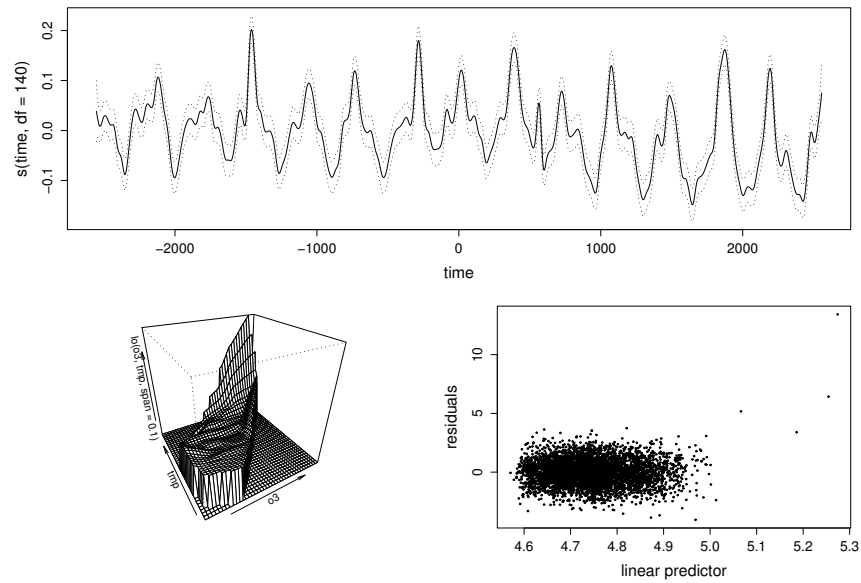 s(time, df = 140)
0.2
0.1
0.0
−0.1
−2000
−1000
0
1000
2000
time
lo(o3, tmp, span = 0.1)
tmp
o3
residuals
10
5
0
4.6
4.7
4.8
4.9
5.0
5.1
5.2
5.3
linear predictor